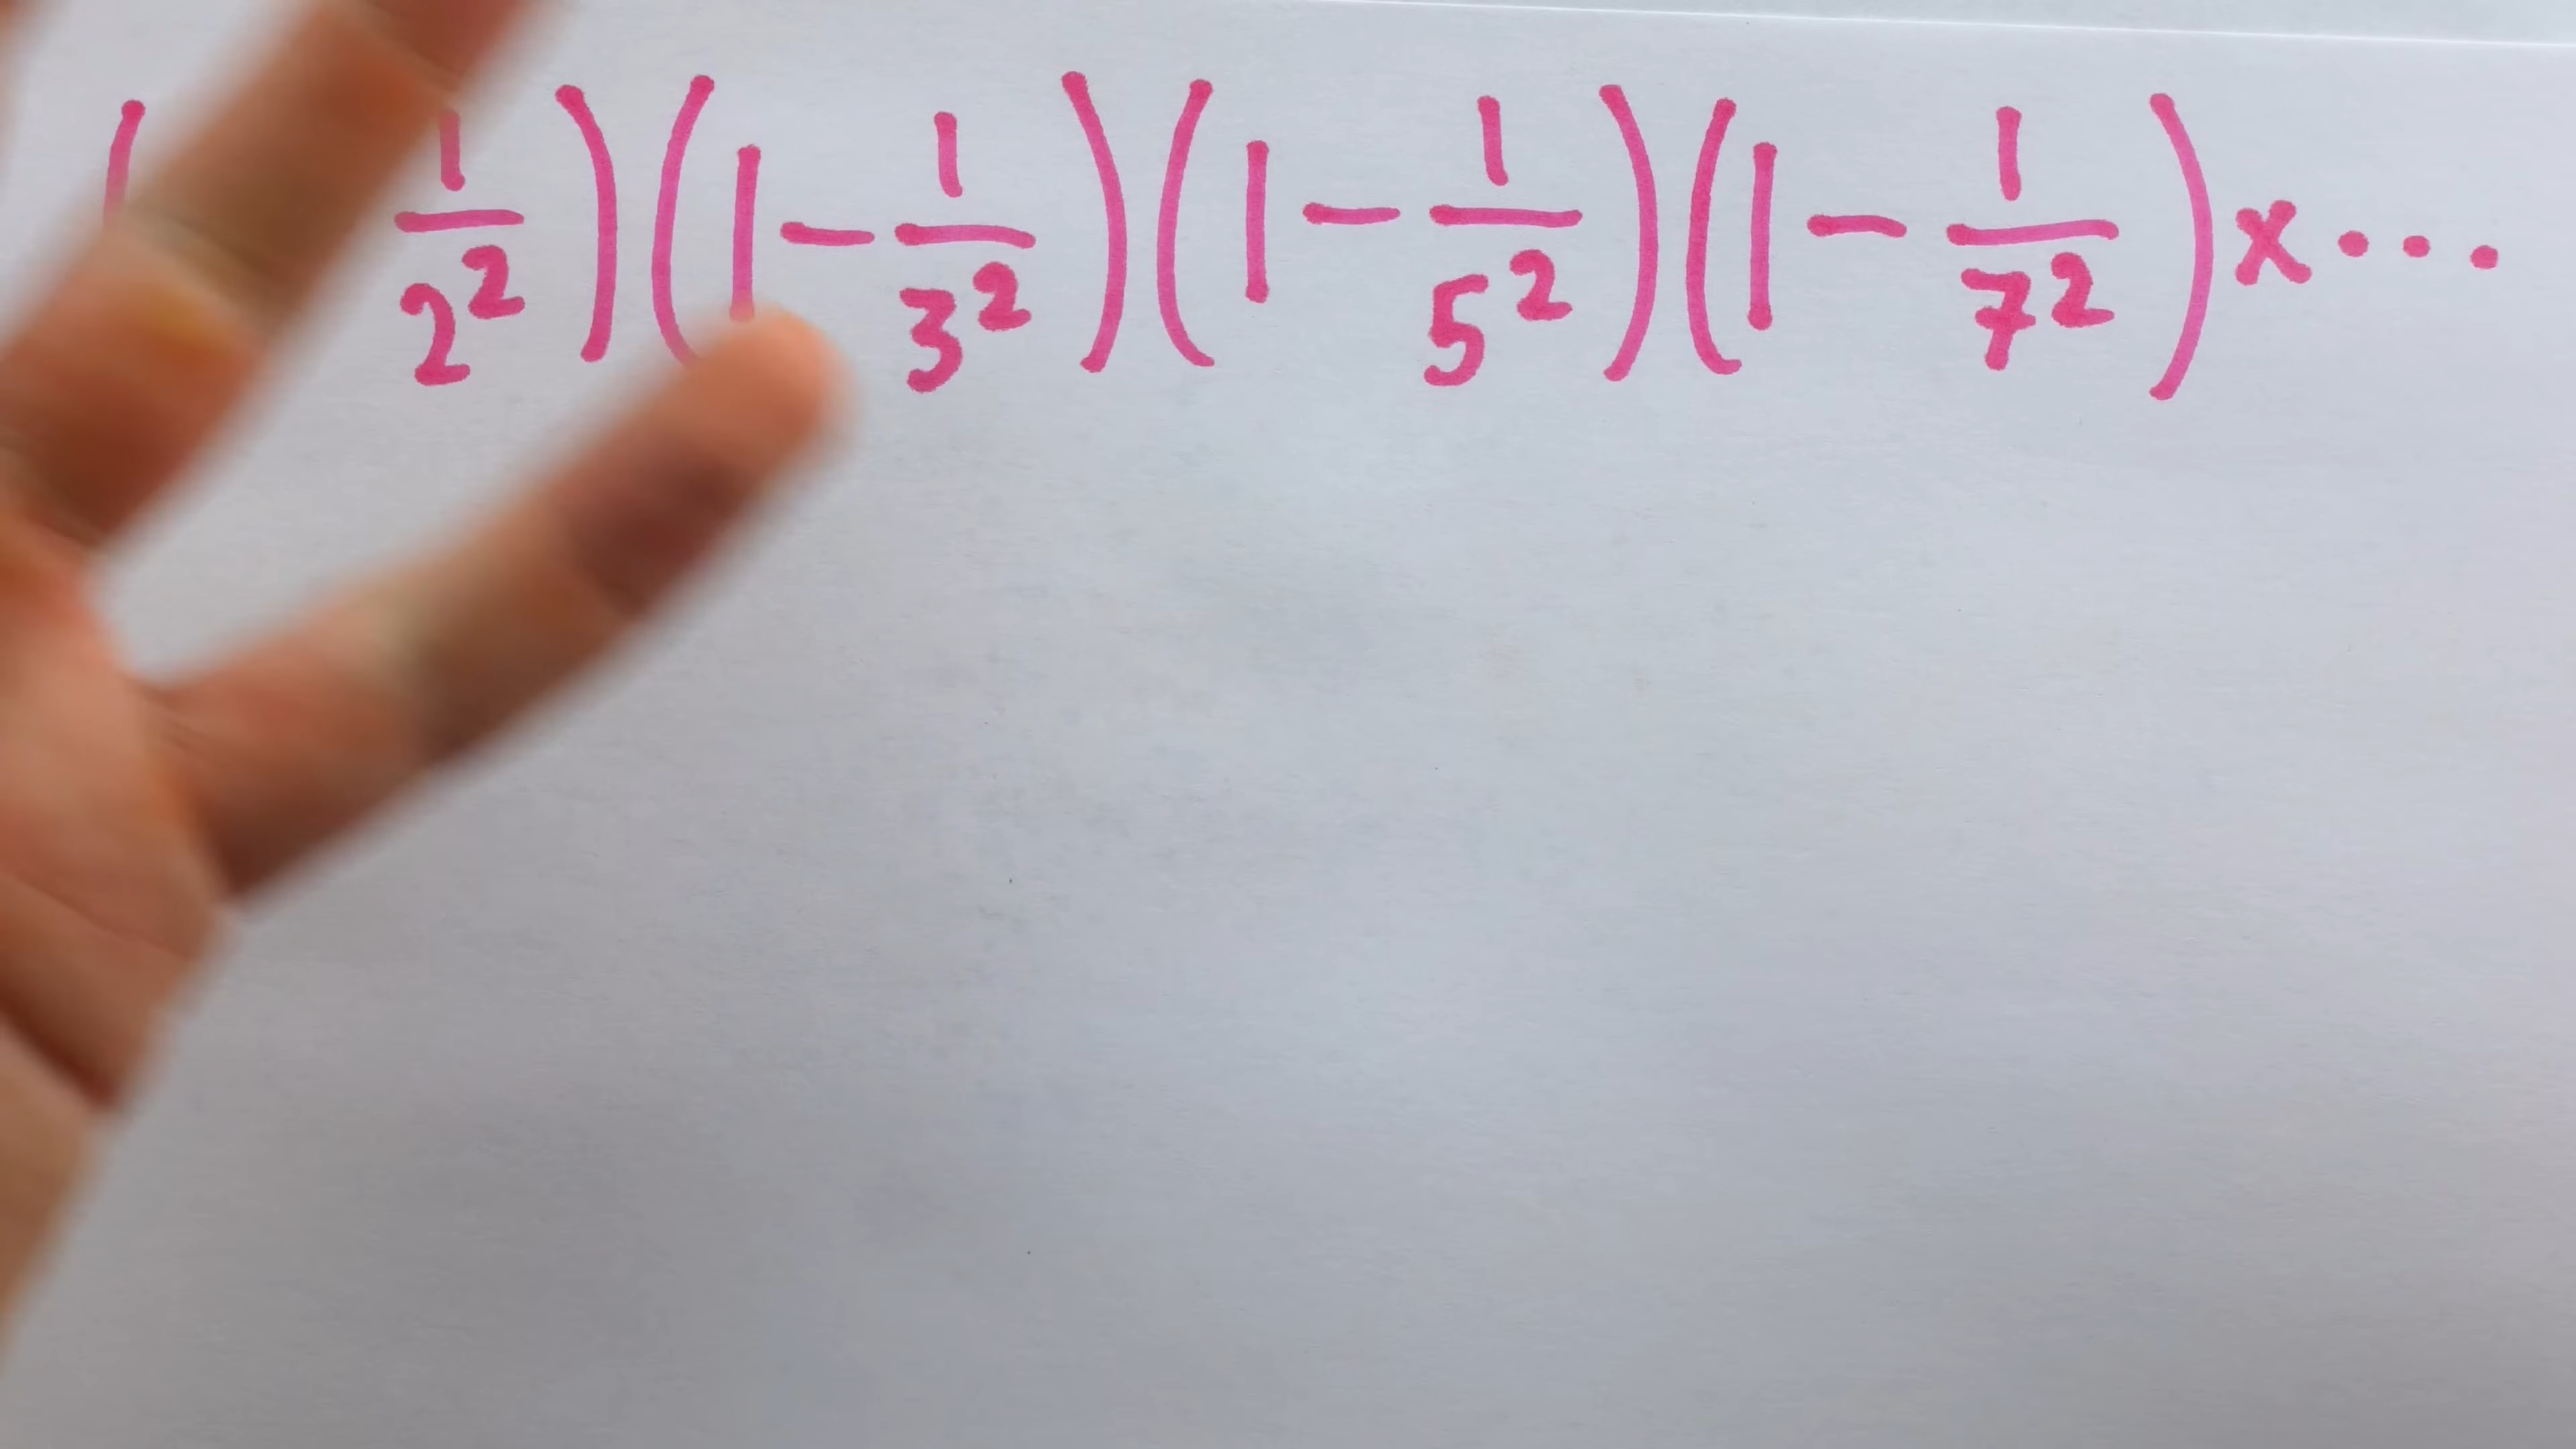 ( 1/2²)(1 - 1/3²)(1 - 1/5²)(1 - 1/7²)x...